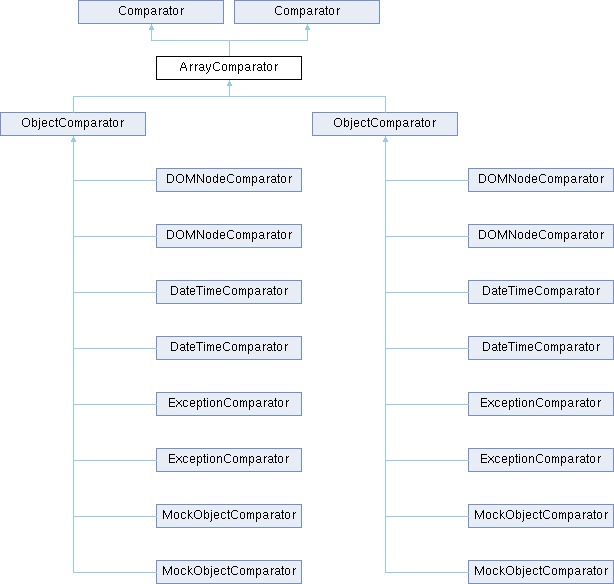 Comparator
Comparator
ArrayComparator
ObjectComparator
ObjectComparator
DOMNodeComparator
DOMNodeComparator
DOMNodeComparator
DOMNodeComparator
DateTimeComparator
DateTimeComparator
DateTimeComparator
DateTimeComparator
ExceptionComparator
ExceptionComparator
ExceptionComparator
ExceptionComparator
MockObjectComparator
MockObjectComparator
MockObjectComparator
MockObjectComparator